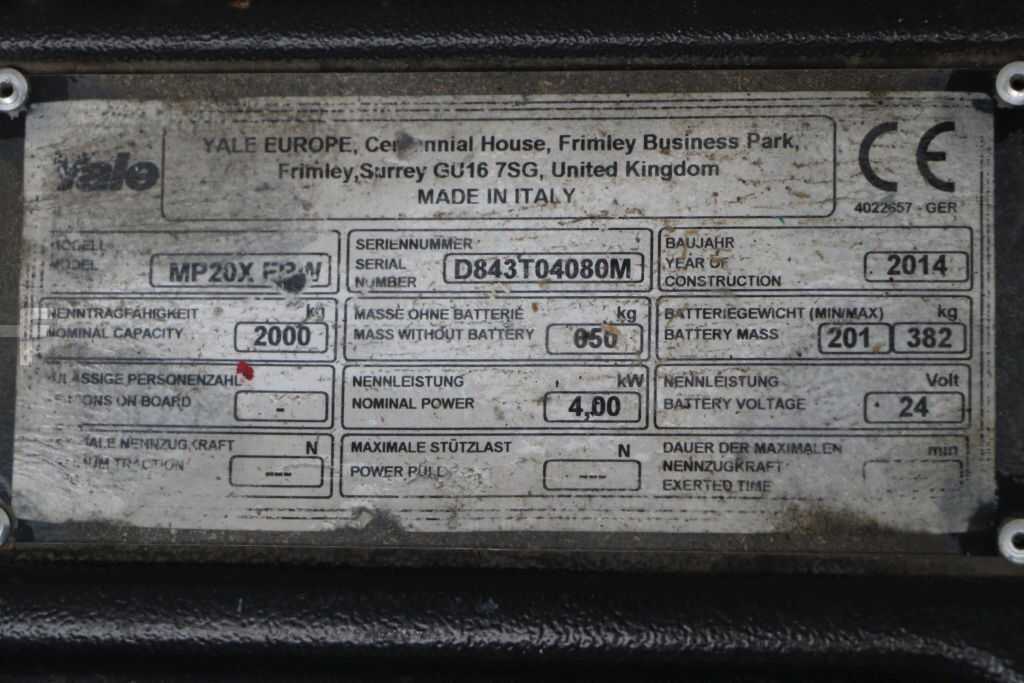 Yale
YALE EUROPE, Centennial House, Frimley Business Park,
Frimley, Surrey GU16 7SG, United Kingdom
MADE IN ITALY
4022657 - GER
MODELL
MODEL MP20X
SERIENNUMMER
SERIAL NUMBER D843T04080M
BAUJAHR
YEAR OF CONSTRUCTION 2014
NENNTRAGFÄHIGKEIT kg
NOMINAL CAPACITY 2000
MASSE OHNE BATTERIE kg
MASS WITHOUT BATTERY
BATTERIEGEWICHT (MIN/MAX) kg
BATTERY MASS 201 382
PERSONENZAHL
ON BOARD -
NENNLEISTUNG kW
NOMINAL POWER 4,00
NENNLEISTUNG Volt
BATTERY VOLTAGE 24
NENNZUGKRAFT N
TRACTION ---
MAXIMALE STÜTZLAST N
POWER PULL ---
DAUER DER MAXIMALEN min
NENNZUGKRAFT
EXERTED TIME